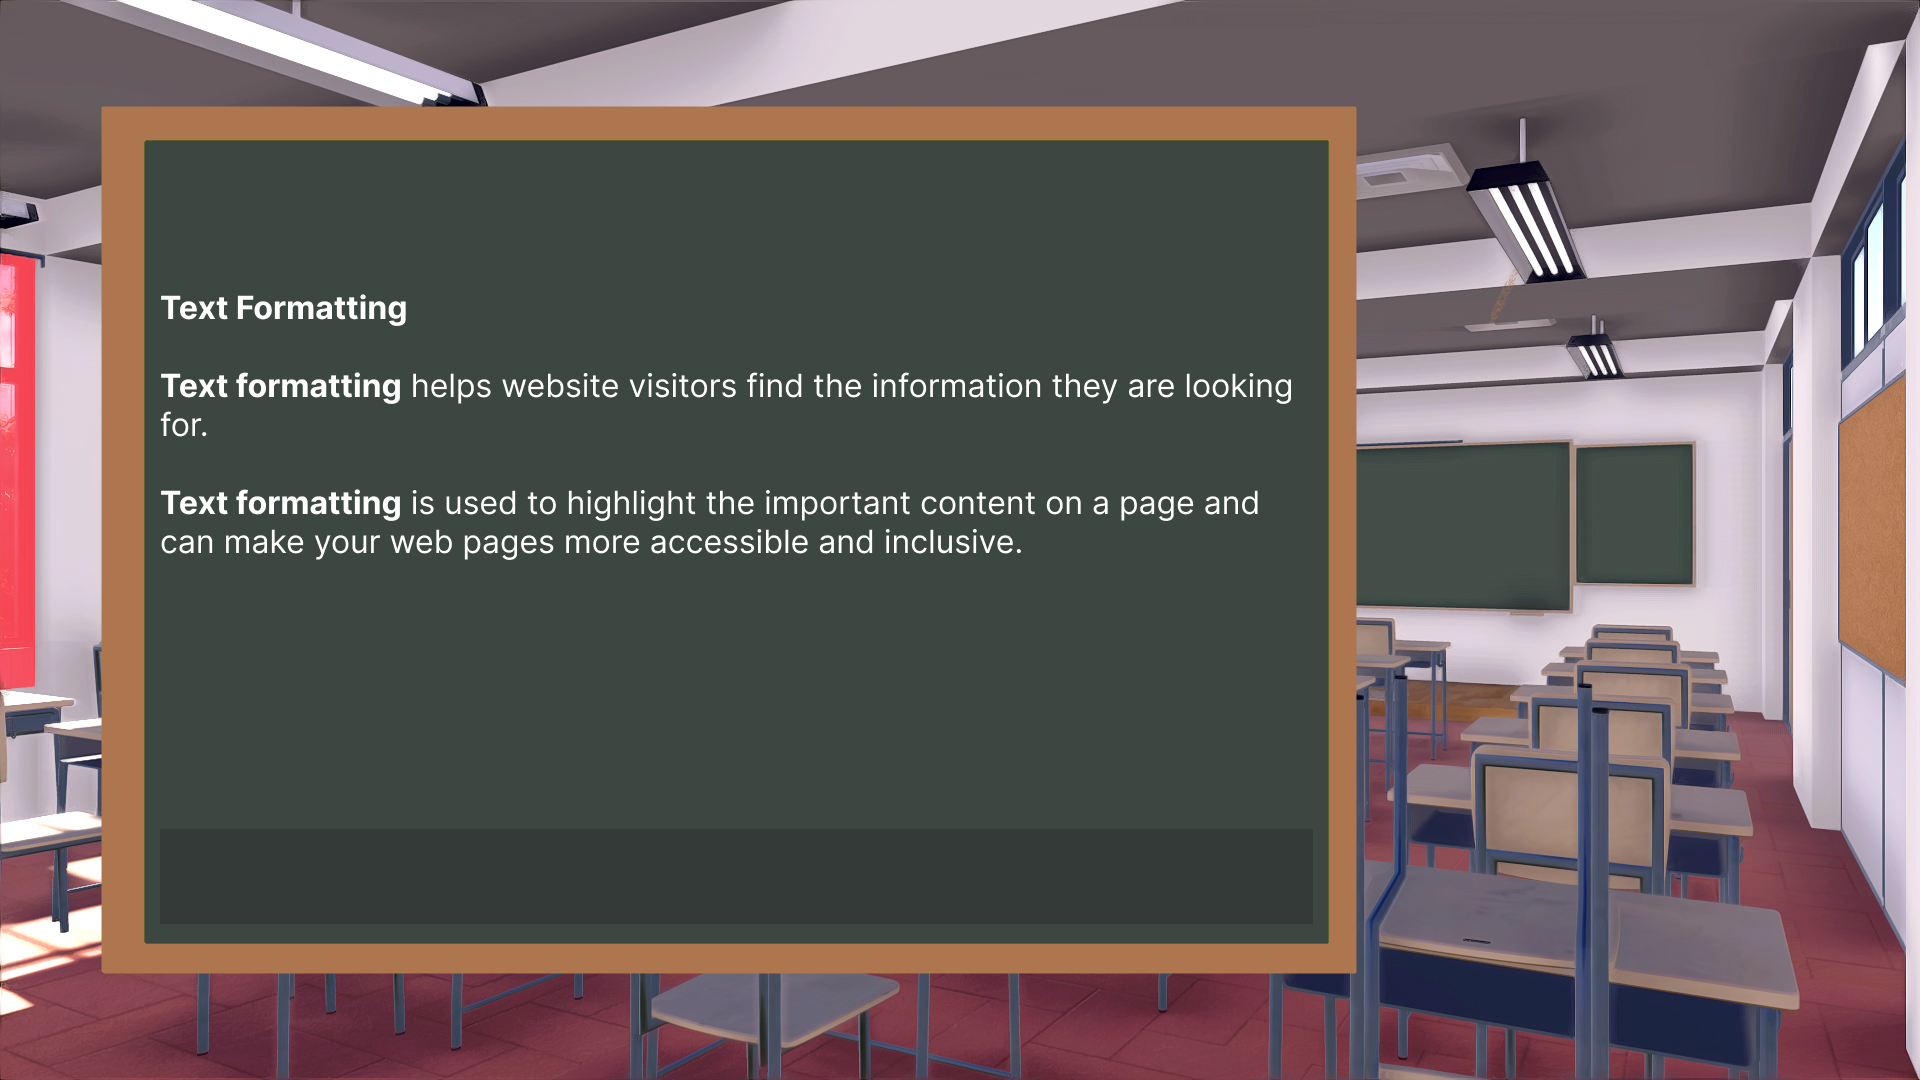 Text Formatting
Text formatting helps website visitors find the information they are looking
for.
Text formatting is used to highlight the important content on a page and
can make your web pages more accessible and inclusive.